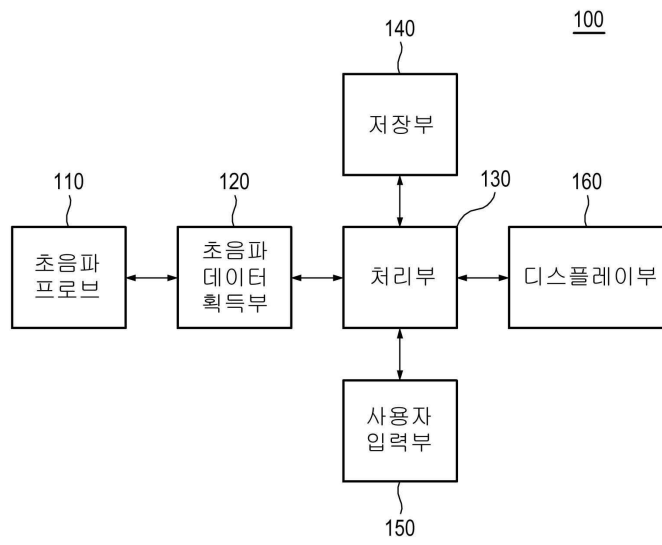 100
140
저장부
110
120
130
160
초음파
프로브
초음파
데이터
획득부
처리부
디스플레이부
사용자
입력부
150